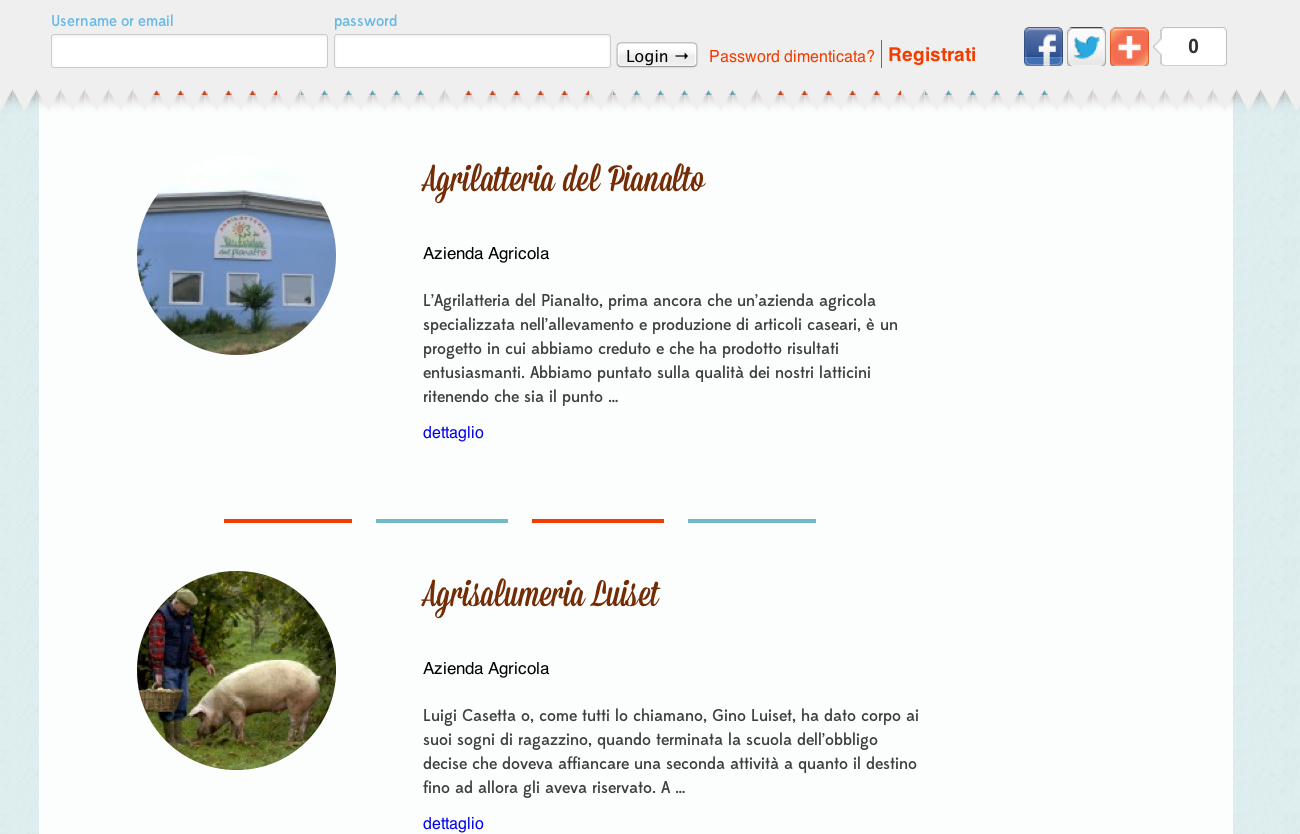 Username or email
password
Login →
Password dimenticata?
Registrati
0
Agrilatteria del Pianalto
AGRILATTERIA
del pianalto
Azienda Agricola
L'Agrilatteria del Pianalto, prima ancora che un'azienda agricola
specializzata nell'allevamento e produzione di articoli caseari, è un
progetto in cui abbiamo creduto e che ha prodotto risultati
entusiasmanti. Abbiamo puntato sulla qualità dei nostri latticini
ritenendo che sia il punto ...
dettaglio
Agrisalumeria Luiset
Azienda Agricola
Luigi Casetta o, come tutti lo chiamano, Gino Luiset, ha dato corpo ai
suoi sogni di ragazzino, quando terminata la scuola dell'obbligo
decise che doveva affiancare una seconda attività a quanto il destino
fino ad allora gli aveva riservato. A ...
dettaglio